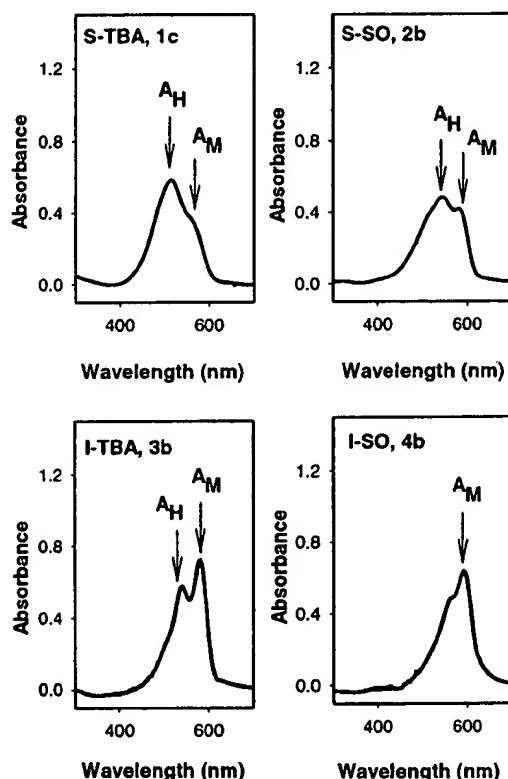 S-TBA, 1c
A_H
A_M
Absorbance
1.2
0.8
0.4
0.0
400 600
Wavelength (nm)
S-SO, 2b
A_H
A_M
Absorbance
1.2
0.8
0.4
0.0
400 600
Wavelength (nm)
I-TBA, 3b
A_H
A_M
Absorbance
1.2
0.8
0.4
0.0
400 600
Wavelength (nm)
I-SO, 4b
A_M
Absorbance
1.2
0.8
0.4
0.0
400 600
Wavelength (nm)